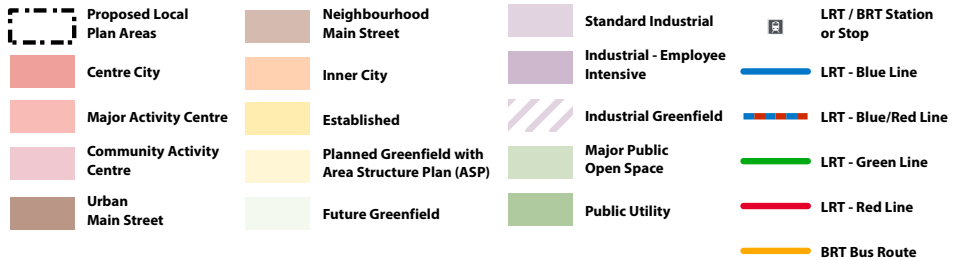 Proposed Local
Plan Areas
Centre City
Major Activity Centre
Community Activity
Centre
Urban
Main Street
Neighbourhood
Main Street
Inner City
Established
Planned Greenfield with
Area Structure Plan (ASP)
Future Greenfield
Standard Industrial
Industrial - Employee
Intensive
Industrial Greenfield
Major Public
Open Space
Public Utility
LRT / BRT Station
or Stop
LRT - Blue Line
LRT - Blue/Red Line
LRT - Green Line
LRT - Red Line
BRT Bus Route